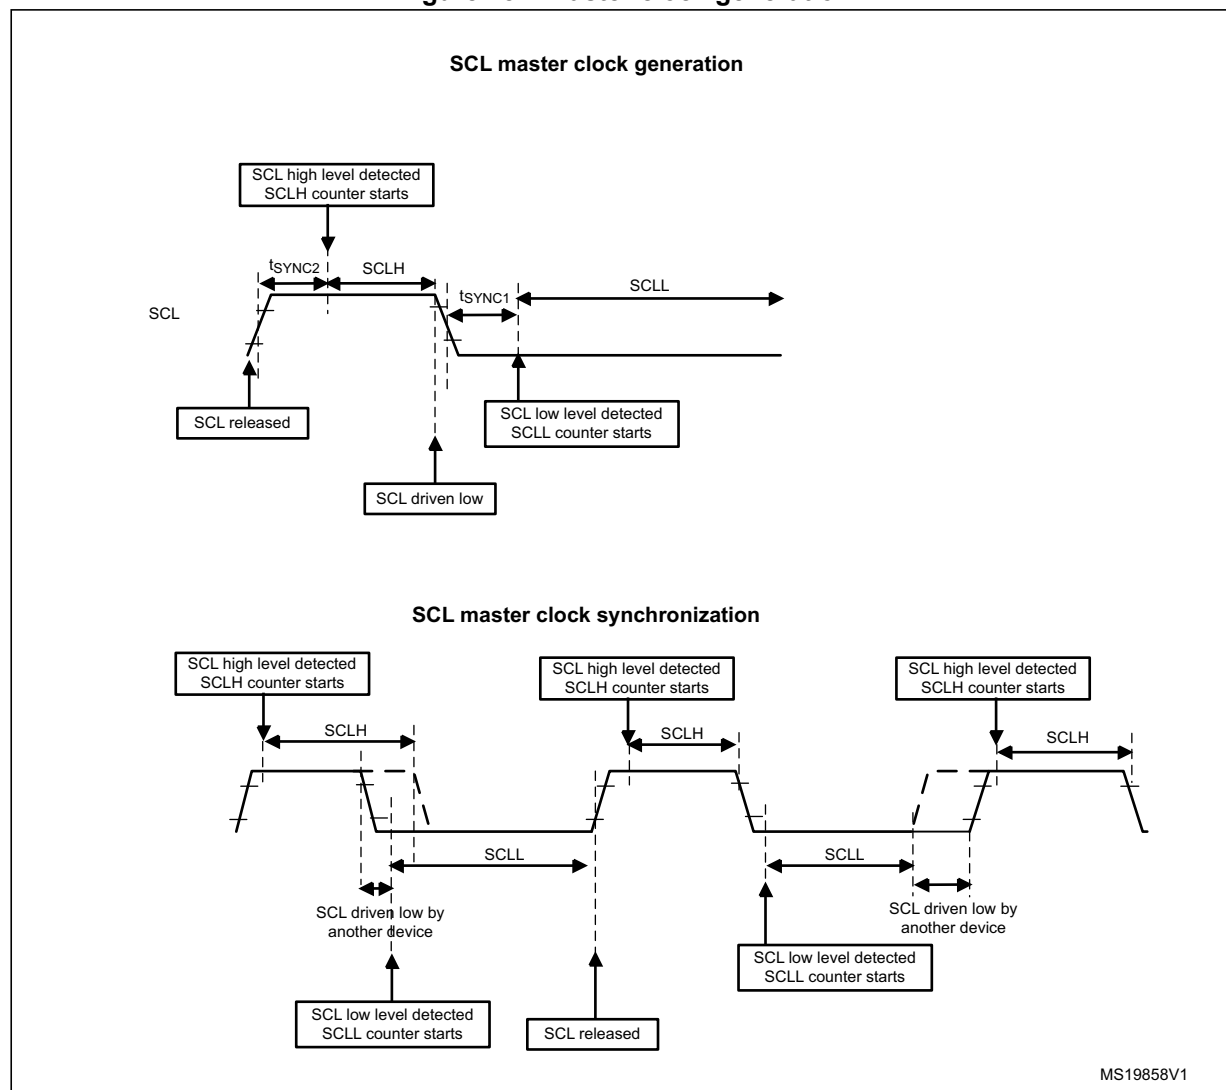 SCL master clock generation
SCL high level detected
SCLH counter starts
tSYNC2
SCLH
SCLL
tSYNC1
SCL
SCL released
SCL low level detected
SCLL counter starts
SCL driven low
SCL master clock synchronization
SCL high level detected
SCLH counter starts
SCL high level detected
SCLH counter starts
SCL high level detected
SCLH counter starts
SCLH
SCLH
SCLH
SCLL
SCLL
SCL driven low by
another device
SCL driven low by
another device
SCL low level detected
SCLL counter starts
SCL low level detected
SCLL counter starts
SCL released
MS19858V1